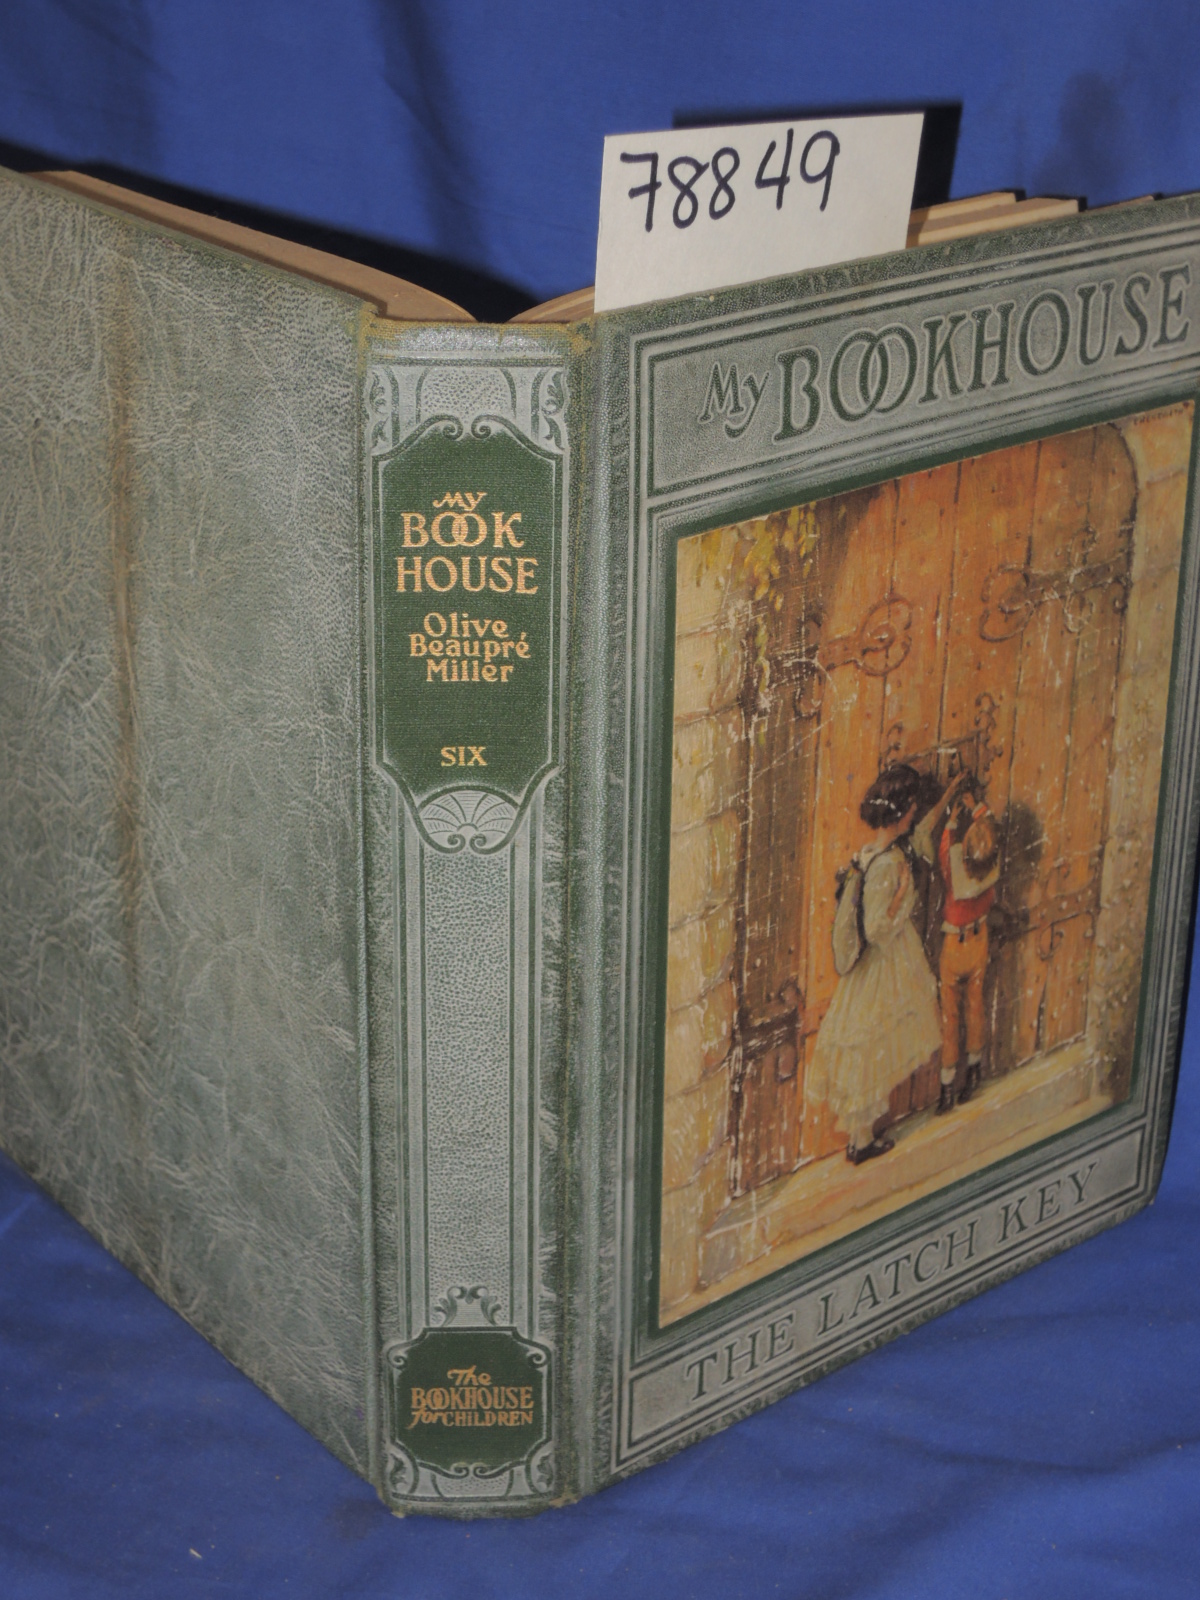 78849
My BOOKHOUSE
THE LATCH KEY
My
BOOK
HOUSE
Olive
Beaupré
Miller
SIX
The
BOOKHOUSE
for CHILDREN